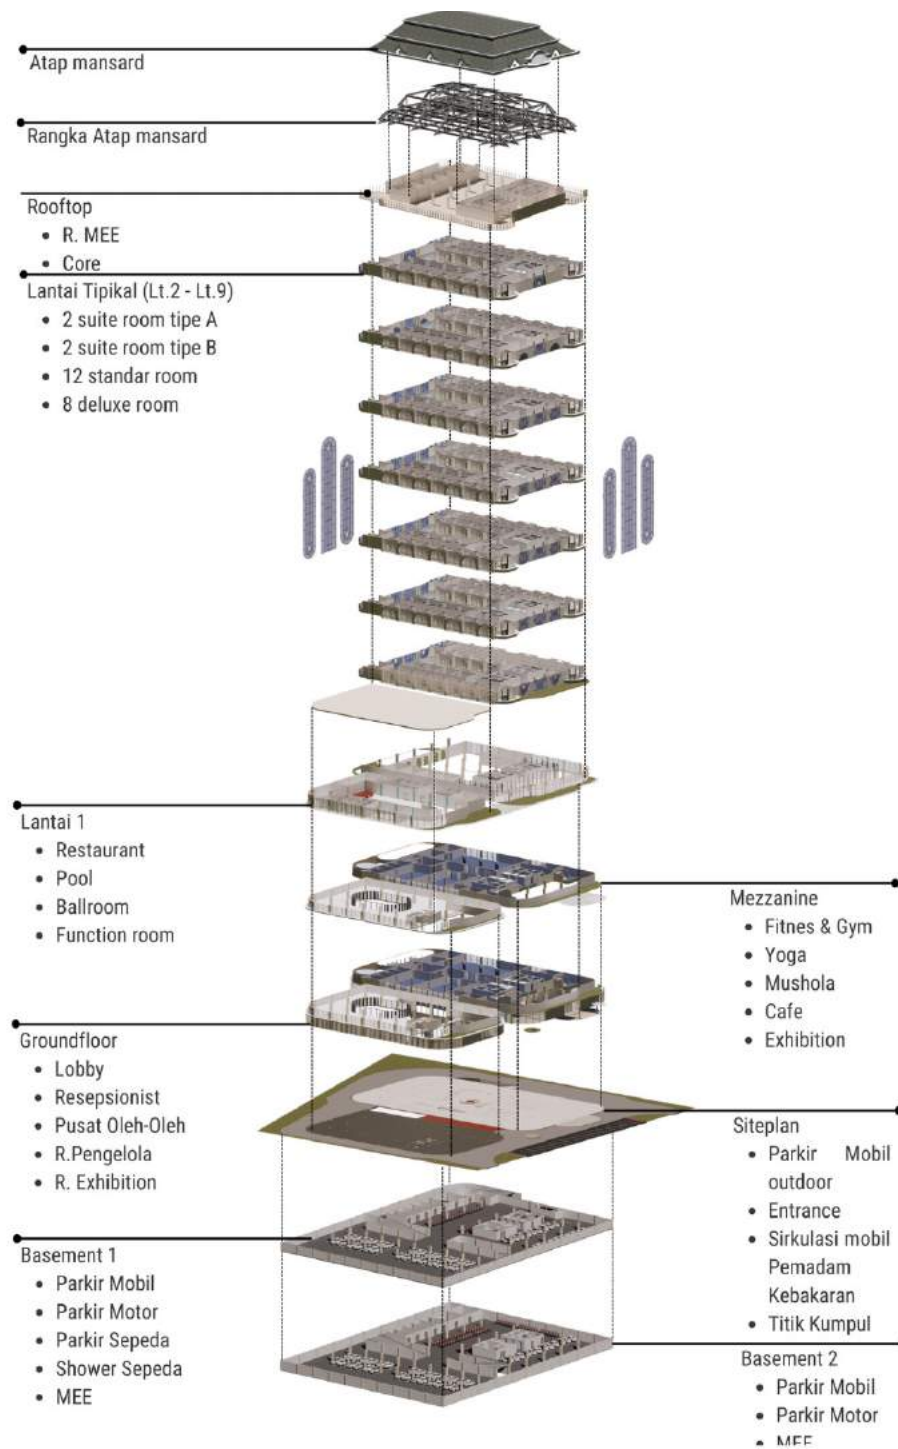 Atap mansard
Rangka Atap mansard
Rooftop
• R. MEE
• Core
Lantai Tipikal (Lt.2 - Lt.9)
• 2 suite room tipe A
• 2 suite room tipe B
• 12 standar room
• 8 deluxe room
Lantai 1
• Restaurant
• Pool
• Ballroom
• Function room
Mezzanine
• Fitnes & Gym
• Yoga
• Mushola
• Cafe
• Exhibition
Groundfloor
• Lobby
• Resepsionist
• Pusat Oleh-Oleh
• R.Pengelola
• R. Exhibition
Siteplan
• Parkir Mobil
outdoor
• Entrance
• Sirkulasi mobil
Pemadam
Kebakaran
• Titik Kumpul
Basement 1
• Parkir Mobil
• Parkir Motor
• Parkir Sepeda
• Shower Sepeda
• MEE
Basement 2
• Parkir Mobil
• Parkir Motor
• MEE